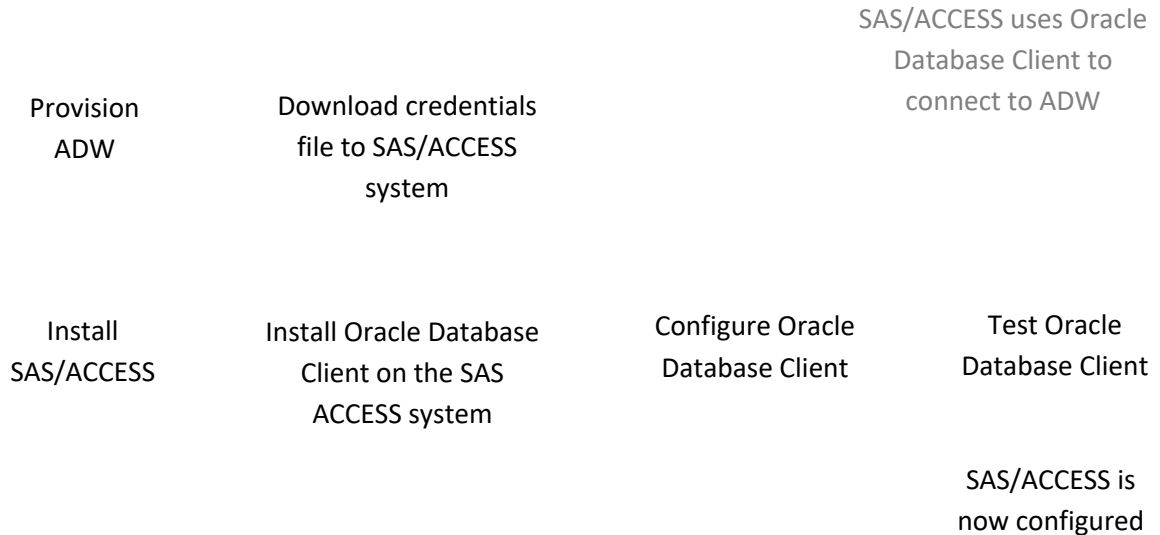 SAS/ACCESS uses Oracle
Database Client to
connect to ADW
Provision
ADW
Download credentials
file to SAS/ACCESS
system
Install
SAS/ACCESS
Install Oracle Database
Client on the SAS
ACCESS system
Configure Oracle
Database Client
Test Oracle
Database Client
SAS/ACCESS is
now configured